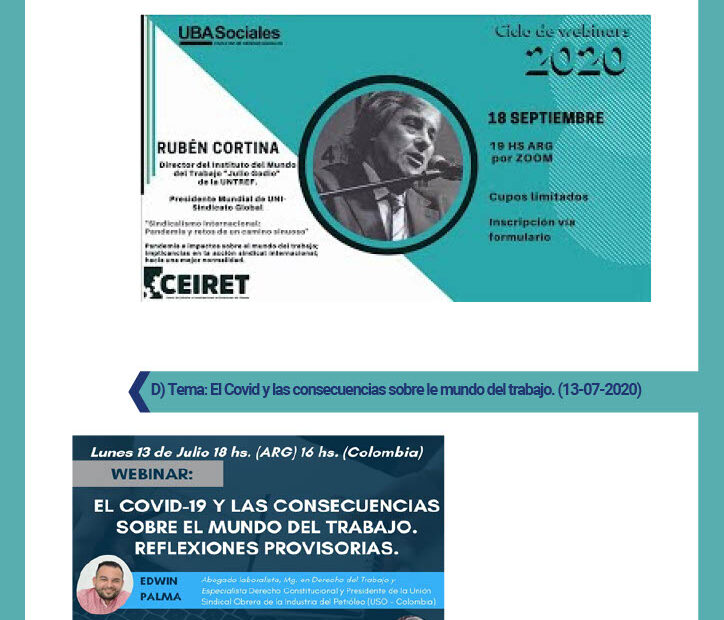 UBASociales
FACULTAD DE CIENCIAS SOCIALES
Ciclo de webinars
2020
RUBÉN CORTINA
Director del Instituto del Mundo
del Trabajo "Julio Godio"
de la UNTREF.
Presidente Mundial de UNI-
Sindicato Global
"Sindicalismo Internacional:
Pandemia y retos de un camino sinuoso"
Pandemia e impactos sobre el mundo del trabajo;
implicancias en la acción sindical internacional;
hacia una mejor normalidad.
CEIRET
18 SEPTIEMBRE
19 HS ARG
por ZOOM
Cupos limitados
Inscripción vía
formulario
D) Tema: El Covid y las consecuencias sobre le mundo del trabajo. (13-07-2020)
Lunes 13 de Julio 18 hs. (ARG) 16 hs. (Colombia)
WEBINAR:
EL COVID-19 Y LAS CONSECUENCIAS
SOBRE EL MUNDO DEL TRABAJO.
REFLEXIONES PROVISORIAS.
EDWIN
PALMA
Abogado laboralista, Mg. en Derecho del Trabajo y
Especialista Derecho Constitucional y Presidente de la Unión
Sindical Obrera de la Industria del Petróleo (USO - Colombia)